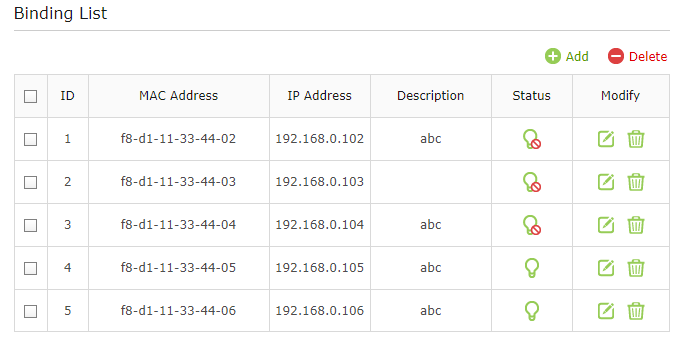 Binding List
Add Delete
ID MAC Address IP Address Description Status Modify
1 f8-d1-11-33-44-02 192.168.0.102 abc
2 f8-d1-11-33-44-03 192.168.0.103
3 f8-d1-11-33-44-04 192.168.0.104 abc
4 f8-d1-11-33-44-05 192.168.0.105 abc
5 f8-d1-11-33-44-06 192.168.0.106 abc